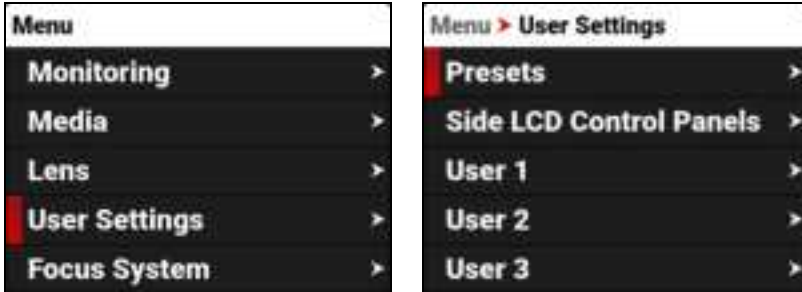 Menu
Monitoring
Media
Lens
User Settings
Focus System
Menu > User Settings
Presets
Side LCD Control Panels
User 1
User 2
User 3